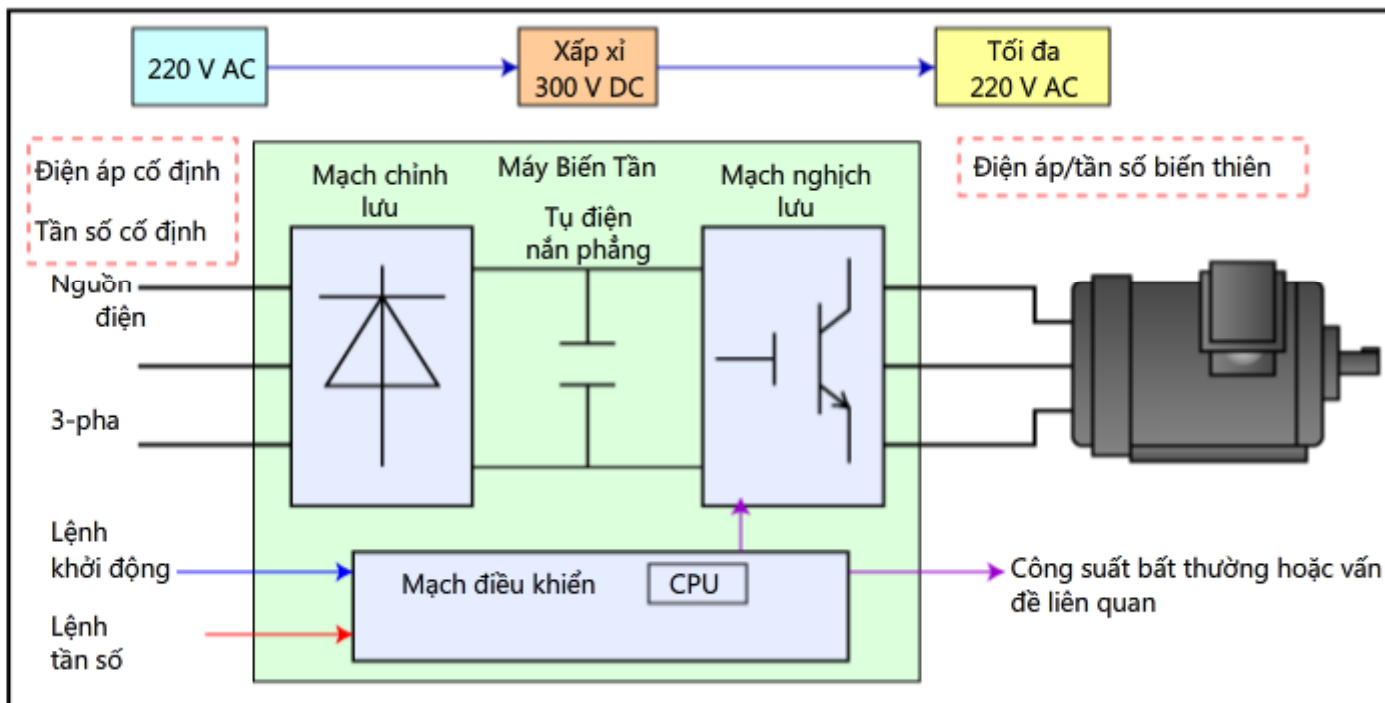 220 V AC
Xấp xỉ
300 V DC
Tối đa
220 V AC
Điện áp cố định
Tần số cố định
Máy Biến Tần
Mạch chỉnh
lưu
Tụ điện
nắn phẳng
Mạch nghịch
lưu
Điện áp/tần số biến thiên
Nguồn
điện
3-pha
Lệnh
khởi động
Lệnh
tần số
Mạch điều khiển
CPU
Công suất bất thường hoặc vấn
đề liên quan